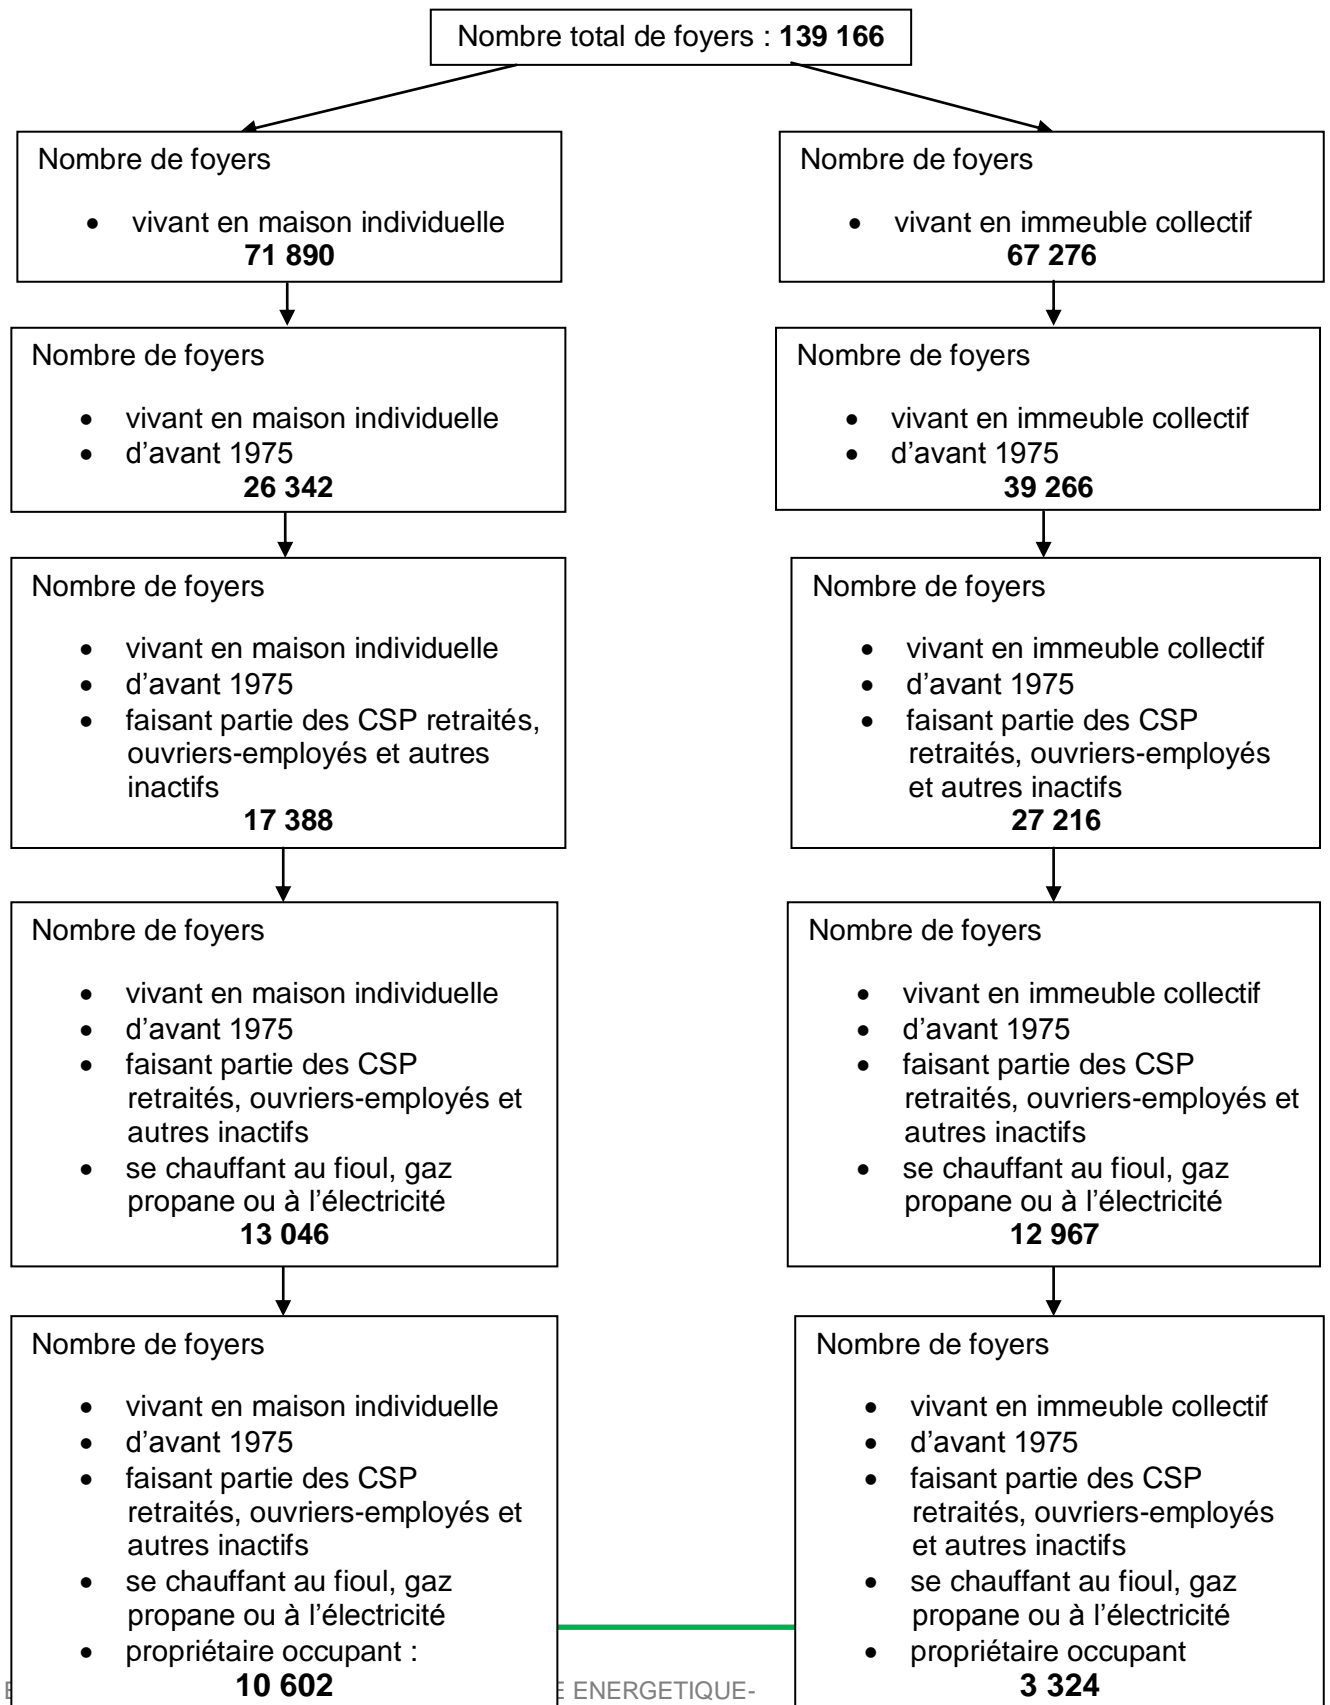 Nombre total de foyers : 139 166
Nombre de foyers
• vivant en maison individuelle
71 890
Nombre de foyers
• vivant en immeuble collectif
67 276
Nombre de foyers
• vivant en maison individuelle
• d'avant 1975
26 342
Nombre de foyers
• vivant en immeuble collectif
• d'avant 1975
39 266
Nombre de foyers
• vivant en maison individuelle
• d'avant 1975
• faisant partie des CSP retraités,
ouvriers-employés et autres
inactifs
17 388
Nombre de foyers
• vivant en immeuble collectif
• d'avant 1975
• faisant partie des CSP
retraités, ouvriers-employés
et autres inactifs
27 216
Nombre de foyers
• vivant en maison individuelle
• d'avant 1975
• faisant partie des CSP
retraités, ouvriers-employés et
autres inactifs
• se chauffant au fioul, gaz
propane ou à l'électricité
13 046
Nombre de foyers
• vivant en immeuble collectif
• d'avant 1975
• faisant partie des CSP
retraités, ouvriers-employés et
autres inactifs
• se chauffant au fioul, gaz
propane ou à l'électricité
12 967
Nombre de foyers
• vivant en maison individuelle
• d'avant 1975
• faisant partie des CSP
retraités, ouvriers-employés et
autres inactifs
• se chauffant au fioul, gaz
propane ou à l'électricité
• propriétaire occupant :
10 602
Nombre de foyers
• vivant en immeuble collectif
• d'avant 1975
• faisant partie des CSP
retraités, ouvriers-employés
et autres inactifs
• se chauffant au fioul, gaz
propane ou à l'électricité
• propriétaire occupant
3 324
ENERGETIQUE-